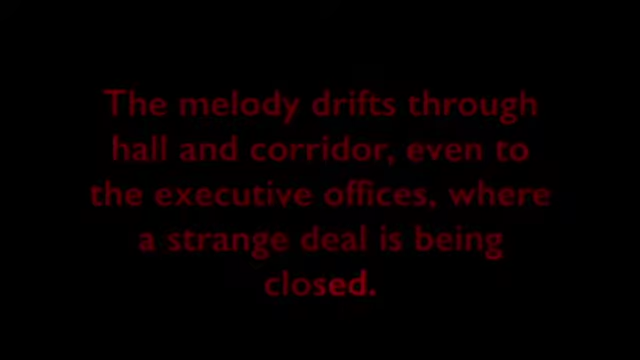 The melody drifts through
hall and corridor, even to
the executive offices, where
a strange deal is being
closed.